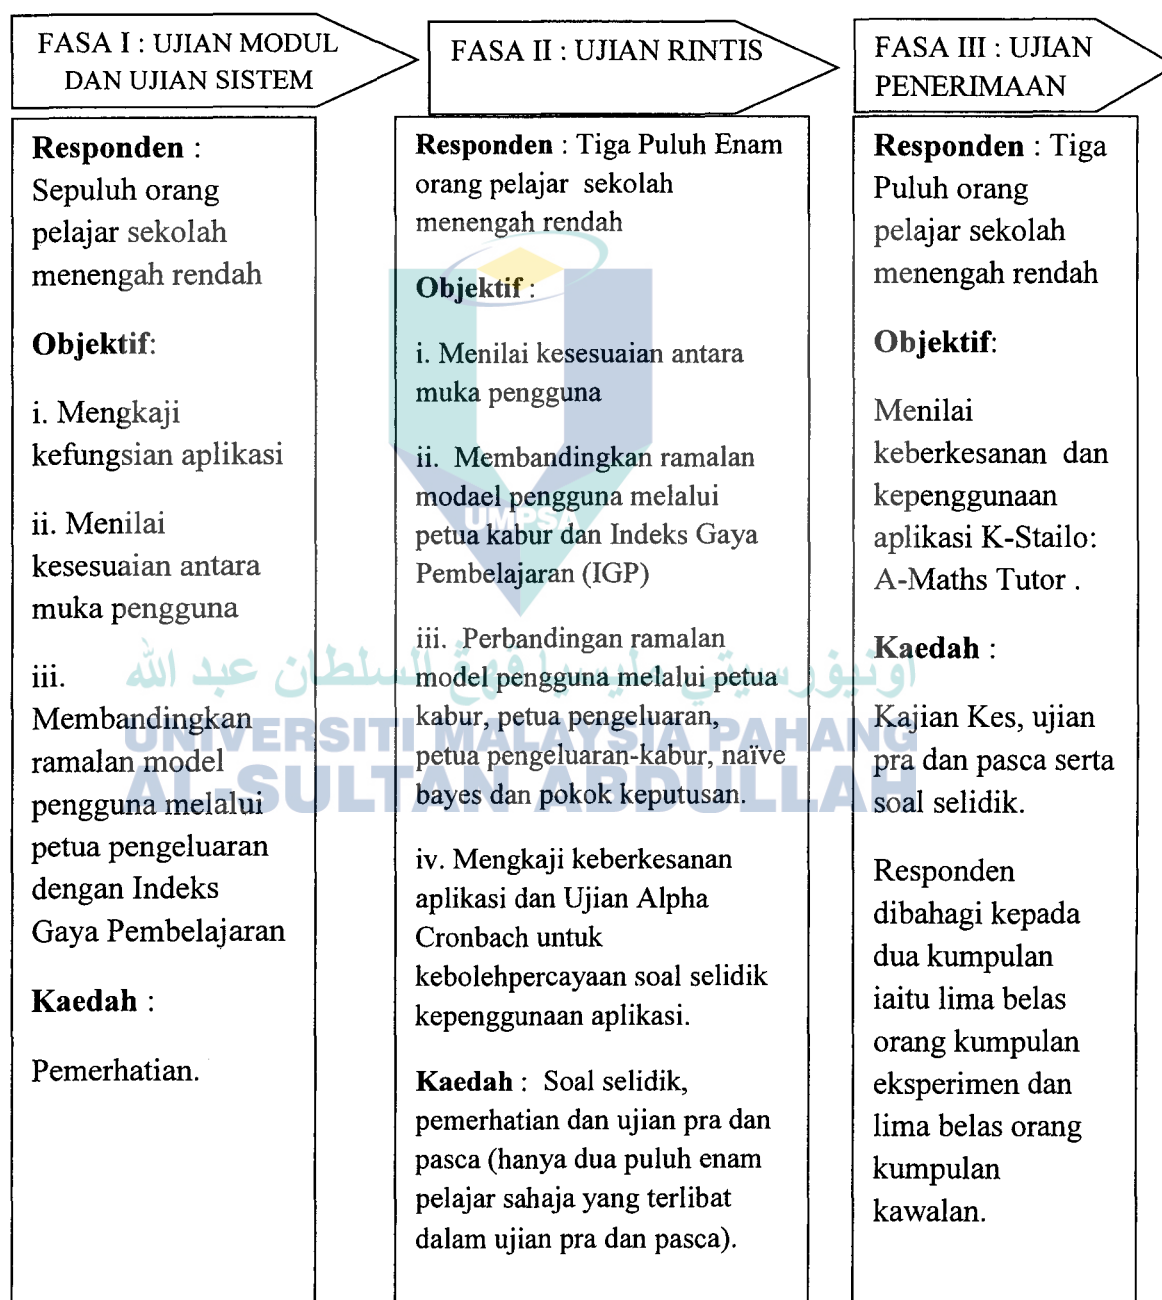 FASA I : UJIAN MODUL
DAN UJIAN SISTEM
Responden :
Sepuluh orang
pelajar sekolah
menengah rendah
Objektif:
i. Mengkaji
kefungsian aplikasi
ii. Menilai
kesesuaian antara
muka pengguna
iii.
Membandingkan
ramalan model
pengguna melalui
petua pengeluaran
dengan Indeks
Gaya Pembelajaran
Kaedah :
Pemerhatian.
FASA II : UJIAN RINTIS
Responden : Tiga Puluh Enam
orang pelajar sekolah
menengah rendah
Objektif :
i. Menilai kesesuaian antara
muka pengguna
ii. Membandingkan ramalan
modael pengguna melalui
petua kabur dan Indeks Gaya
Pembelajaran (IGP)
iii. Perbandingan ramalan
model pengguna melalui petua
kabur, petua pengeluaran,
petua pengeluaran-kabur, naïve
bayes dan pokok keputusan.
iv. Mengkaji keberkesanan
aplikasi dan Ujian Alpha
Cronbach untuk
kebolehpercayaan soal selidik
kepenggunaan aplikasi.
Kaedah : Soal selidik,
pemerhatian dan ujian pra dan
pasca (hanya dua puluh enam
pelajar sahaja yang terlibat
dalam ujian pra dan pasca).
FASA III : UJIAN
PENERIMAAN
Responden : Tiga
Puluh orang
pelajar sekolah
menengah rendah
Objektif:
Menilai
keberkesanan dan
kepenggunaan
aplikasi K-Stailo:
A-Maths Tutor .
Kaedah :
Kajian Kes, ujian
pra dan pasca serta
soal selidik.
Responden
dibahagi kepada
dua kumpulan
iaitu lima belas
orang kumpulan
eksperimen dan
lima belas orang
kumpulan
kawalan.
UMPSA
اونيۏرسيتي مليسيا ڤهڠ السلطان عبد الله
UNIVERSITI MALAYSIA PAHANG
AL-SULTAN ABDULLAH